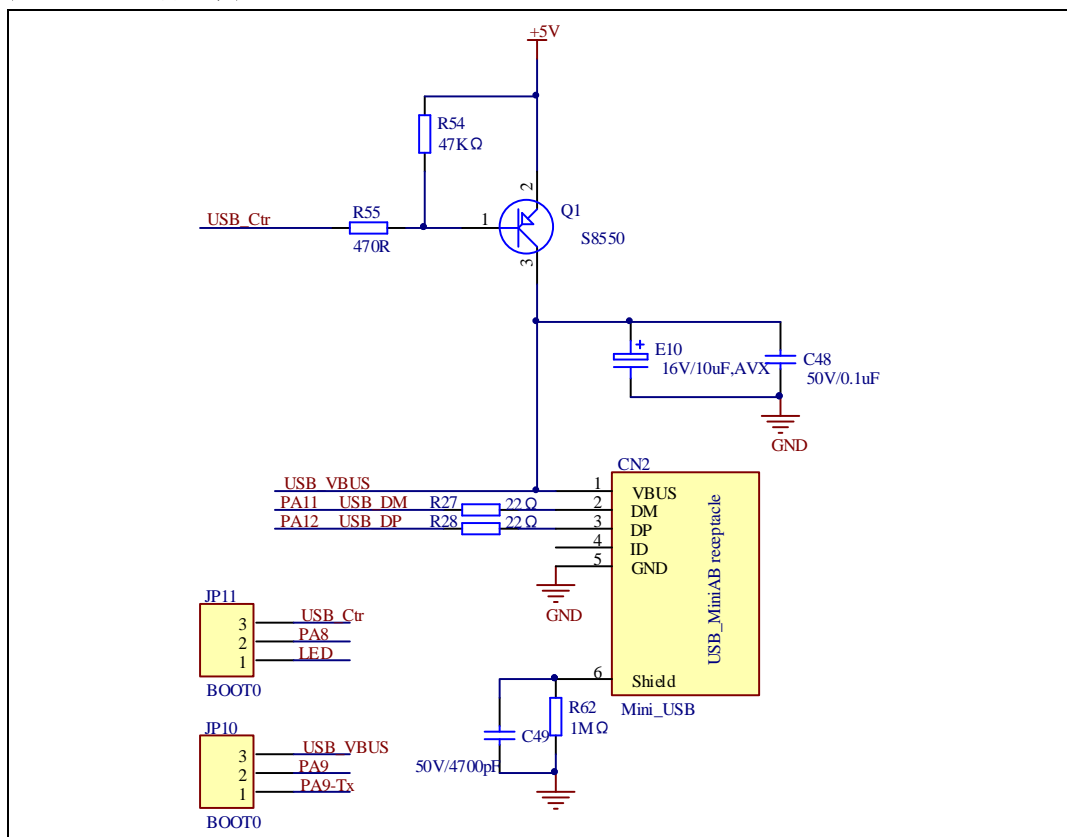 +5V
R54
47KΩ
2
Q1
USB_Ctr
R55
1
470R
S8550
3
+
E10
16V/10uF,AVX
C48
50V/0.1uF
GND
CN2
USB_VBUS
1
VBUS
PA11
USB_DM
R27
22Ω
2
DM
PA12
USB_DP
R28
22Ω
3
DP
4
ID
5
GND
GND
USB_MiniAB receptacle
6
Shield
Mini_USB
R62
1MΩ
C49
50V/4700pF
JP11
3
USB_Ctr
2
PA8
1
LED
BOOT0
JP10
3
USB_VBUS
2
PA9
1
PA9-Tx
BOOT0